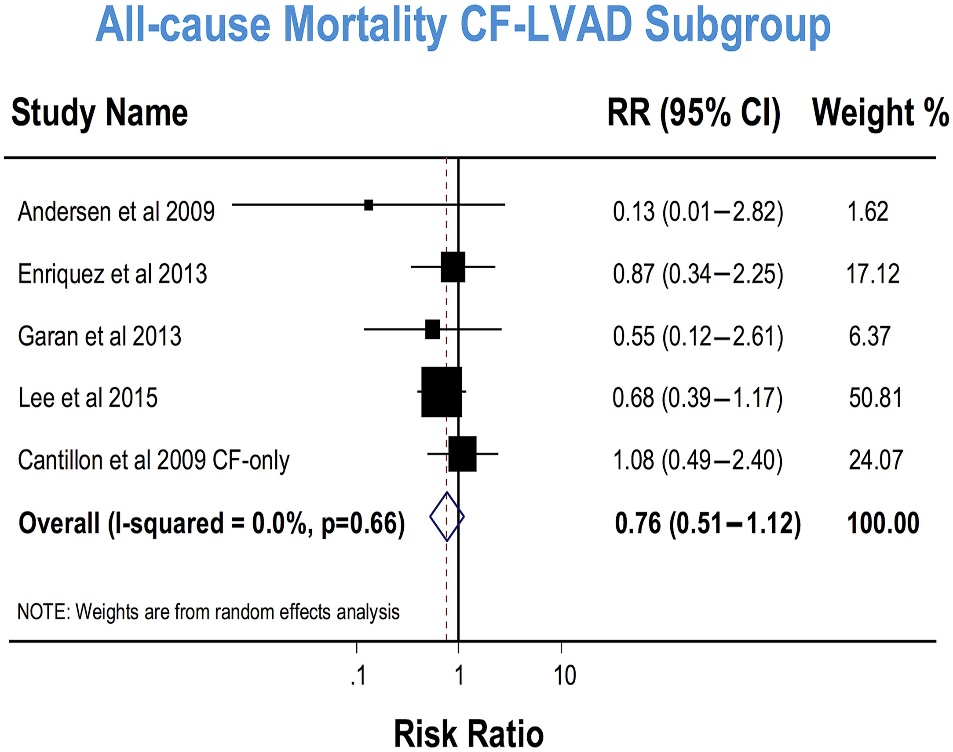 All-cause Mortality CF-LVAD Subgroup
Study Name RR (95% CI) Weight %
Andersen et al 2009 0.13 (0.01–2.82) 1.62
Enriquez et al 2013 0.87 (0.34–2.25) 17.12
Garan et al 2013 0.55 (0.12–2.61) 6.37
Lee et al 2015 0.68 (0.39–1.17) 50.81
Cantillon et al 2009 CF-only 1.08 (0.49–2.40) 24.07
Overall (I-squared = 0.0%, p=0.66) 0.76 (0.51–1.12) 100.00
NOTE: Weights are from random effects analysis
.1 1 10
Risk Ratio